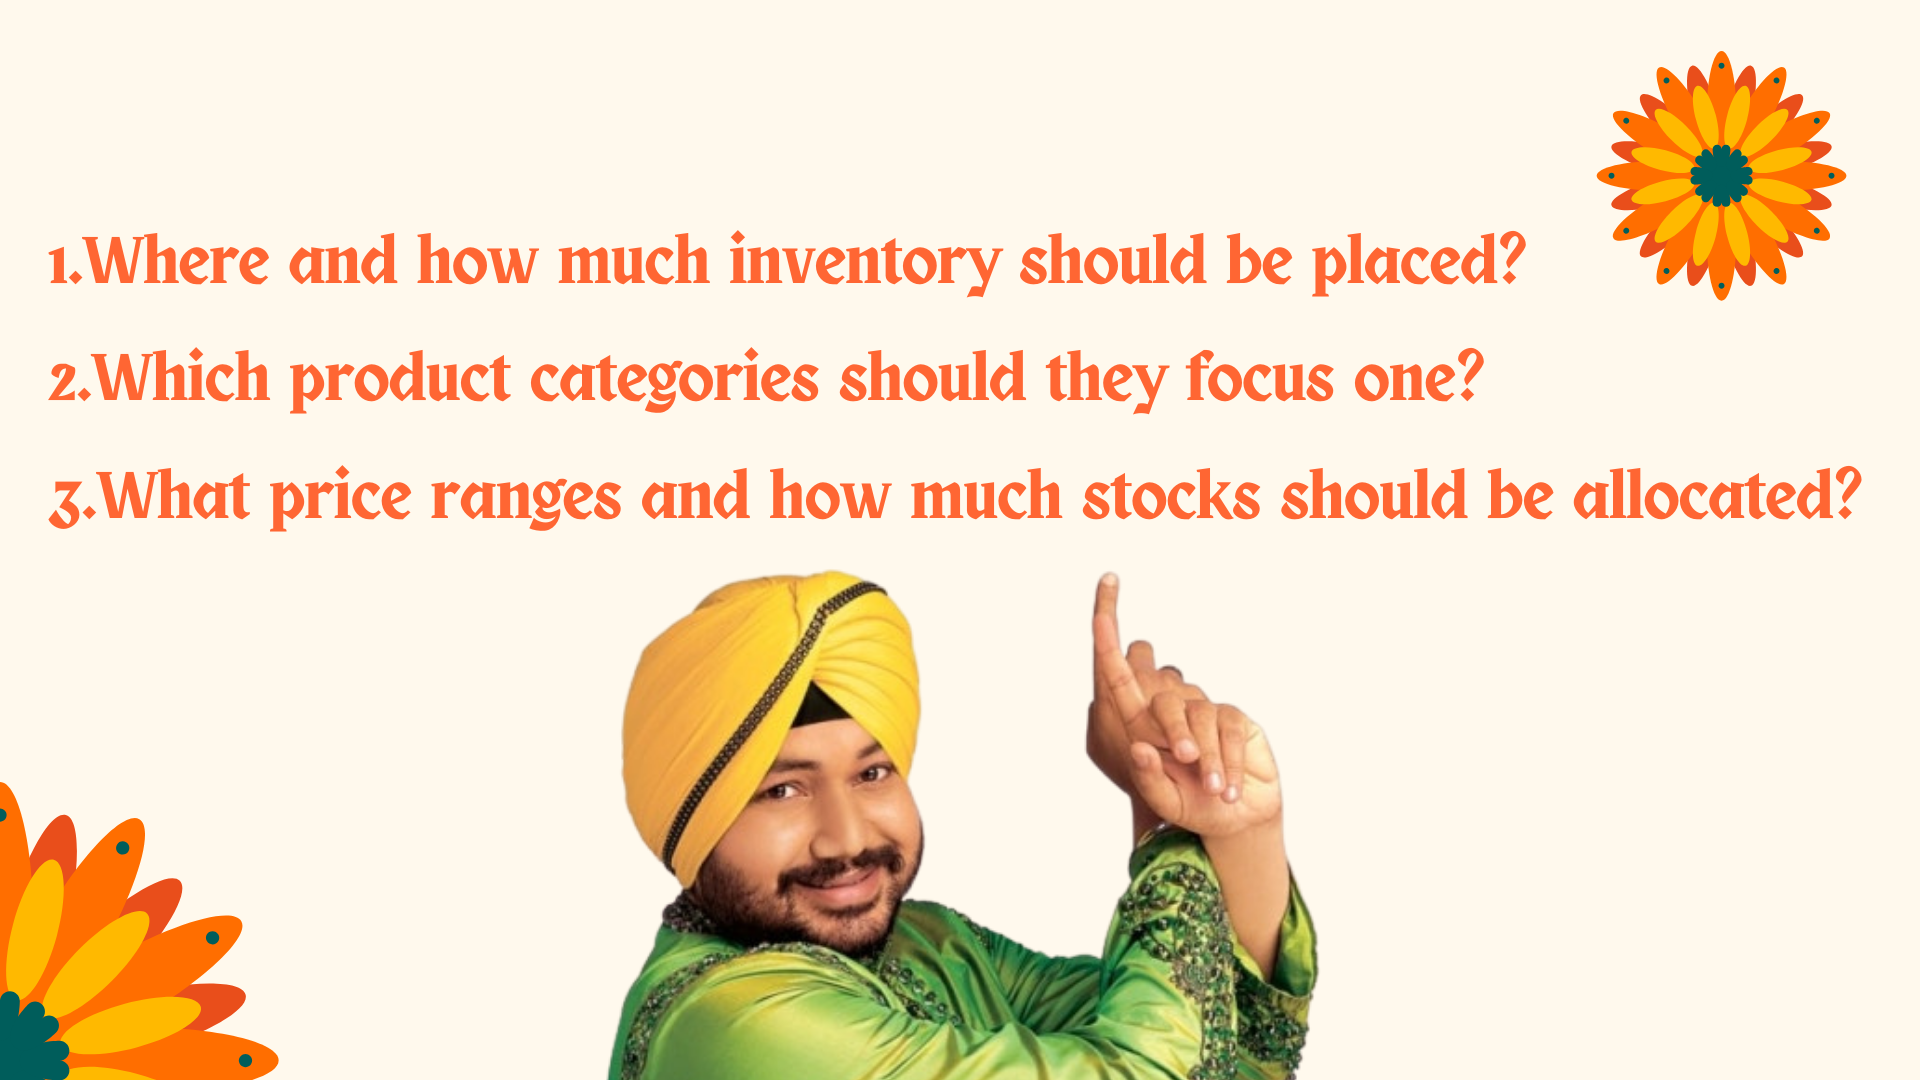 1.Where and how much inventory should be placed?
2.Which product categories should they focus one?
3.What price ranges and how much stocks should be allocated?